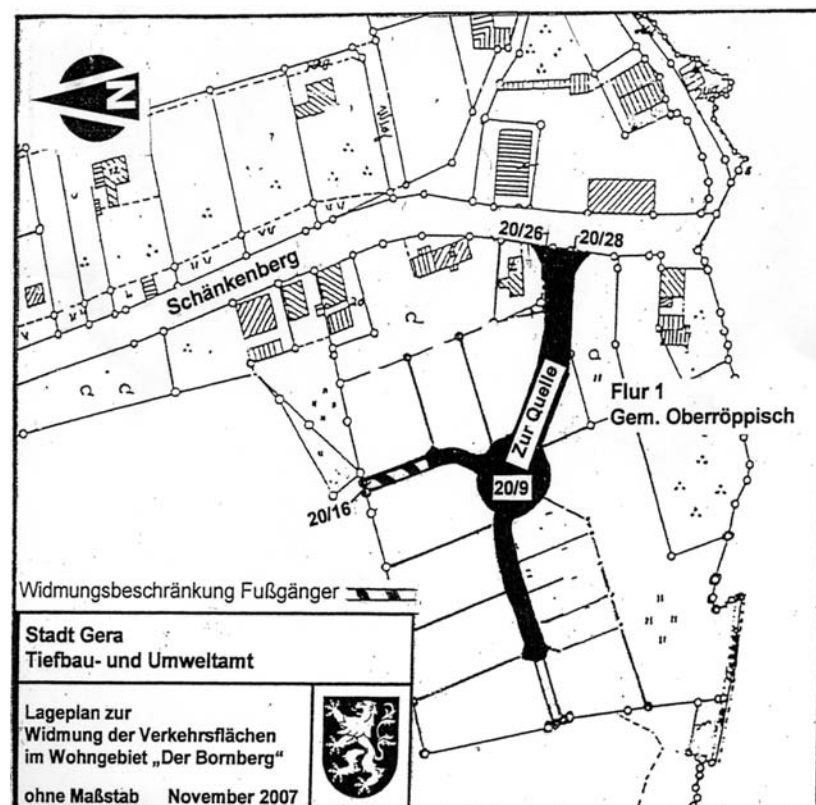 N
20/26
20/28
Schänkenberg
Zur Quelle
Flur 1
Gem. Oberröppisch
20/9
20/16
Widmungsbeschränkung Fußgänger
Stadt Gera
Tiefbau- und Umweltamt
Lageplan zur
Widmung der Verkehrsflächen
im Wohngebiet „Der Bornberg“
ohne Maßstab November 2007